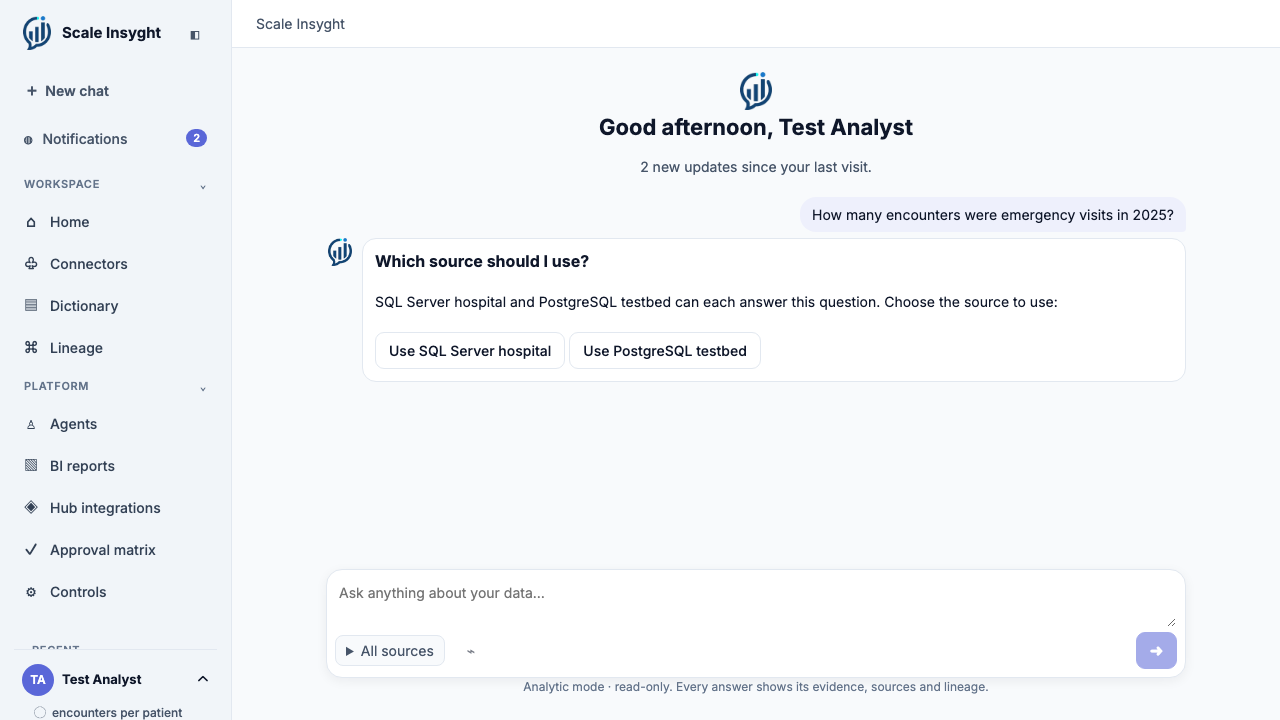 Scale Insyght
New chat
Notifications
2
WORKSPACE
Home
Connectors
Dictionary
Lineage
PLATFORM
Agents
BI reports
Hub integrations
Approval matrix
Controls
RECENT
TA
Test Analyst
encounters per patient
Scale Insyght
Good afternoon, Test Analyst
2 new updates since your last visit.
How many encounters were emergency visits in 2025?
Which source should I use?
SQL Server hospital and PostgreSQL testbed can each answer this question. Choose the source to use:
Use SQL Server hospital
Use PostgreSQL testbed
Ask anything about your data...
All sources
Analytic mode · read-only. Every answer shows its evidence, sources and lineage.